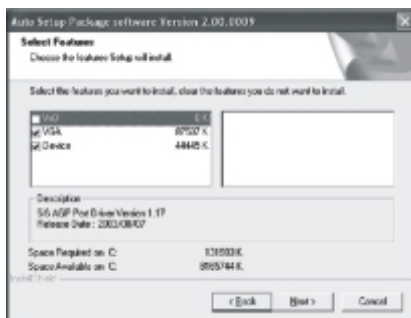 Auto Setup Package software Version 2.00.0009
Select Features
Choose the features Setup will install.
Select the features you want to install, clear the features you do not want to install.
0 K
VGA
Device
Description
SiS AGP Port Driver Version 1.17
Release Date : 2003/08/07
Space Required on C:
Space Available on C:
< Back
Next >
Cancel